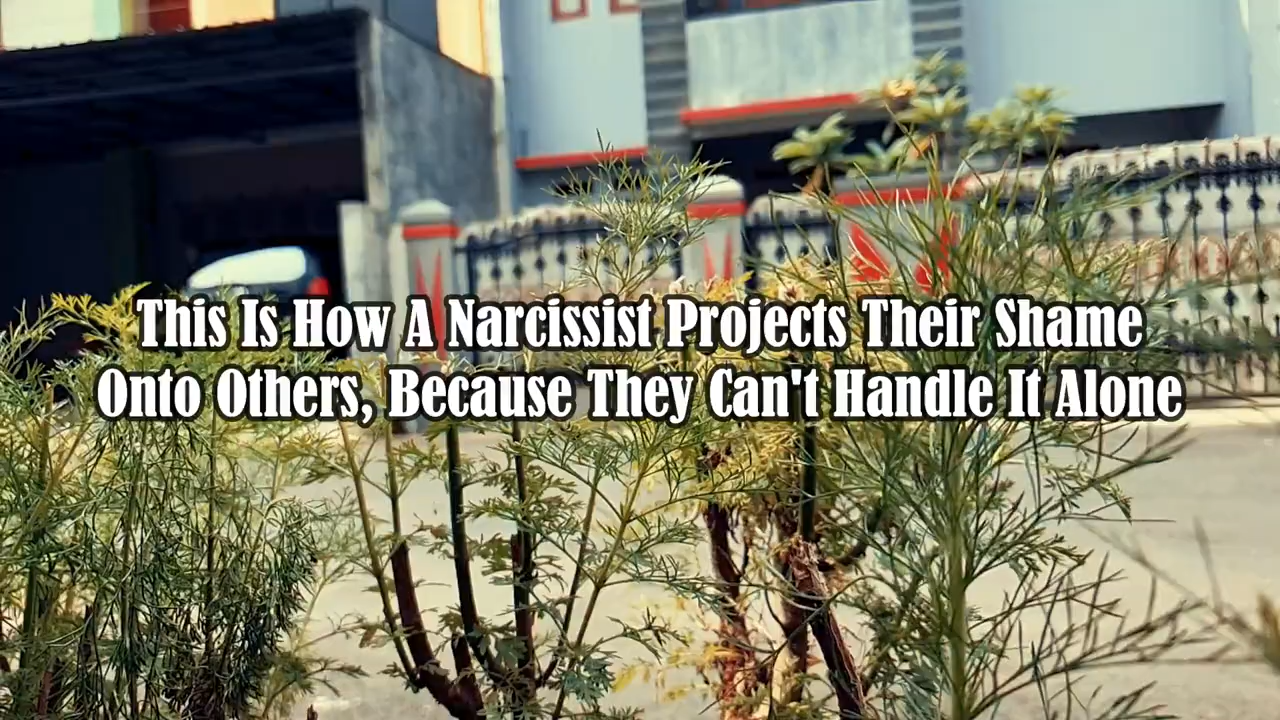 This Is How A Narcissist Projects Their Shame
Onto Others, Because They Can't Handle It Alone